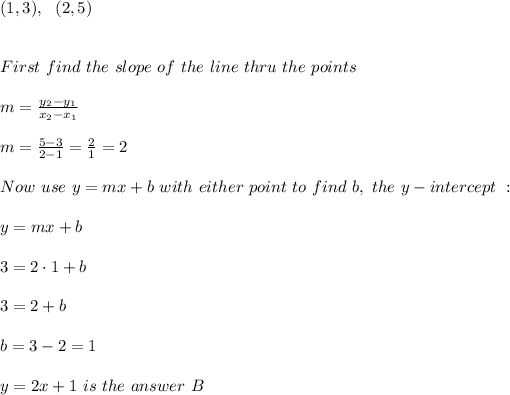 (1,3),  (2,5)
First find the slope of the line thru the points
m = \frac{y_2-y_1}{x_2-x_1}
m = \frac{5-3}{2-1} = \frac{2}{1} = 2
Now use y = mx + b with either point to find b, the y − intercept :
y = mx + b
3 = 2 · 1 + b
3 = 2 + b
b = 3 − 2 = 1
y = 2x + 1 is the answer B